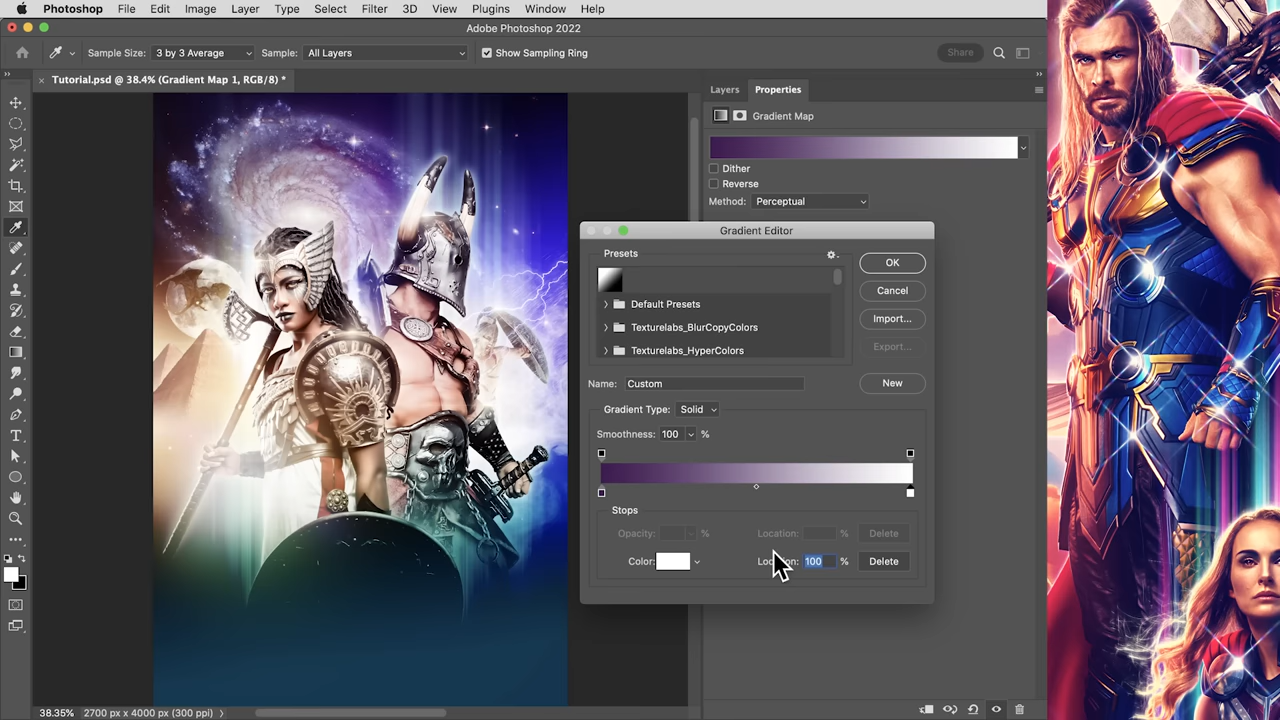 Photoshop File Edit Image Layer Type Select Filter 3D View Plugins Window Help
Adobe Photoshop 2022
Sample Size: 3 by 3 Average Sample: All Layers Show Sampling Ring Share
Tutorial.psd @ 38.4% (Gradient Map 1, RGB/8) *
Layers Properties
Gradient Map
Dither
Reverse
Method: Perceptual
Gradient Editor
Presets
OK
Cancel
Default Presets
Import...
Texturelabs_BlurCopyColors
Export...
Texturelabs_HyperColors
Name: Custom
New
Gradient Type: Solid
Smoothness: 100 %
Stops
Opacity: % Location: % Delete
Color: Location: 100 % Delete
38.35% 2700 px x 4000 px (300 ppi)